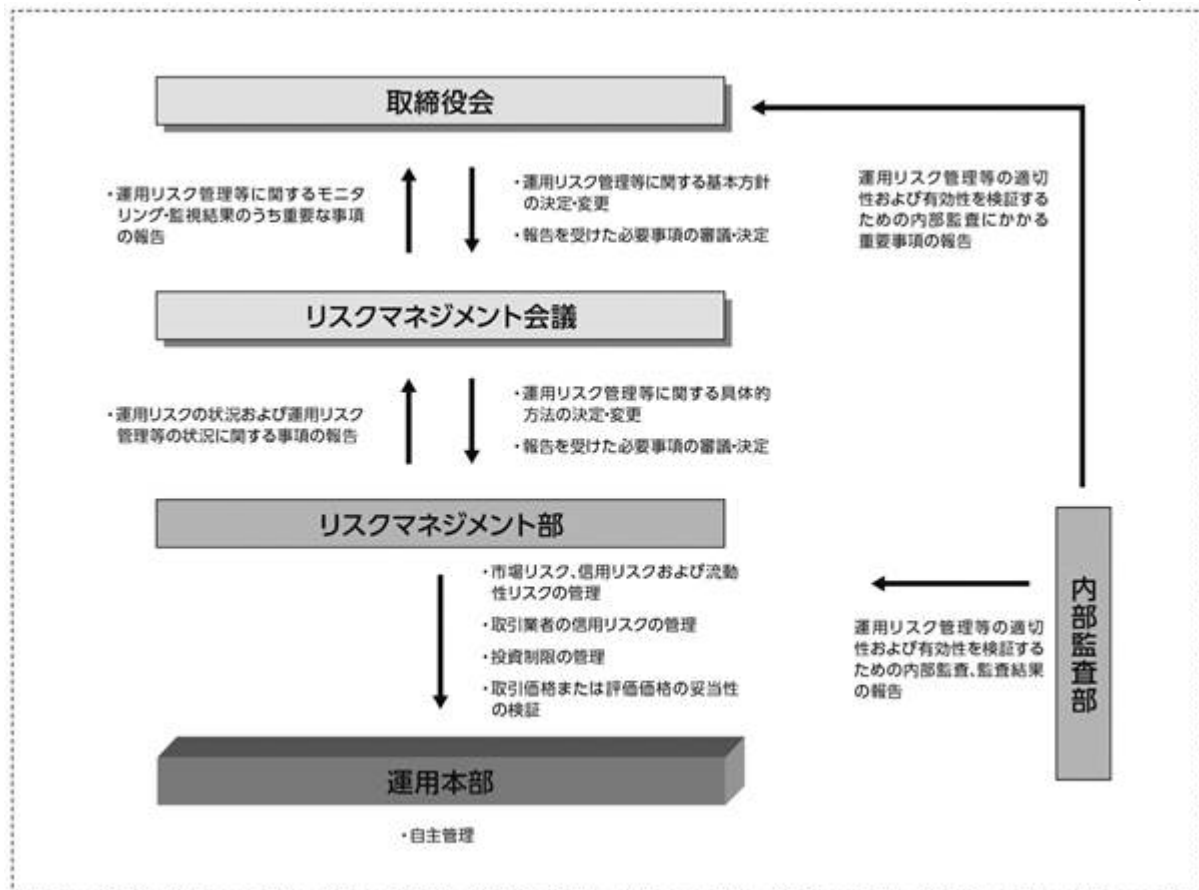 取締役会
・運用リスク管理等に関するモニタ
リング・監視結果のうち重要な事項
の報告
・運用リスク管理等に関する基本方針
の決定・変更
・報告を受けた必要事項の審議・決定
運用リスク管理等の適切
性および有効性を検証する
ための内部監査にかかる
重要事項の報告
リスクマネジメント会議
・運用リスクの状況および運用リスク
管理等の状況に関する事項の報告
・運用リスク管理等に関する具体的
方法の決定・変更
・報告を受けた必要事項の審議・決定
リスクマネジメント部
・市場リスク、信用リスクおよび流動
性リスクの管理
・取引業者の信用リスクの管理
・投資制限の管理
・取引価格または評価価格の妥当性
の検証
運用リスク管理等の適切
性および有効性を検証する
ための内部監査、監査結果
の報告
内部監査部
運用本部
・自主管理